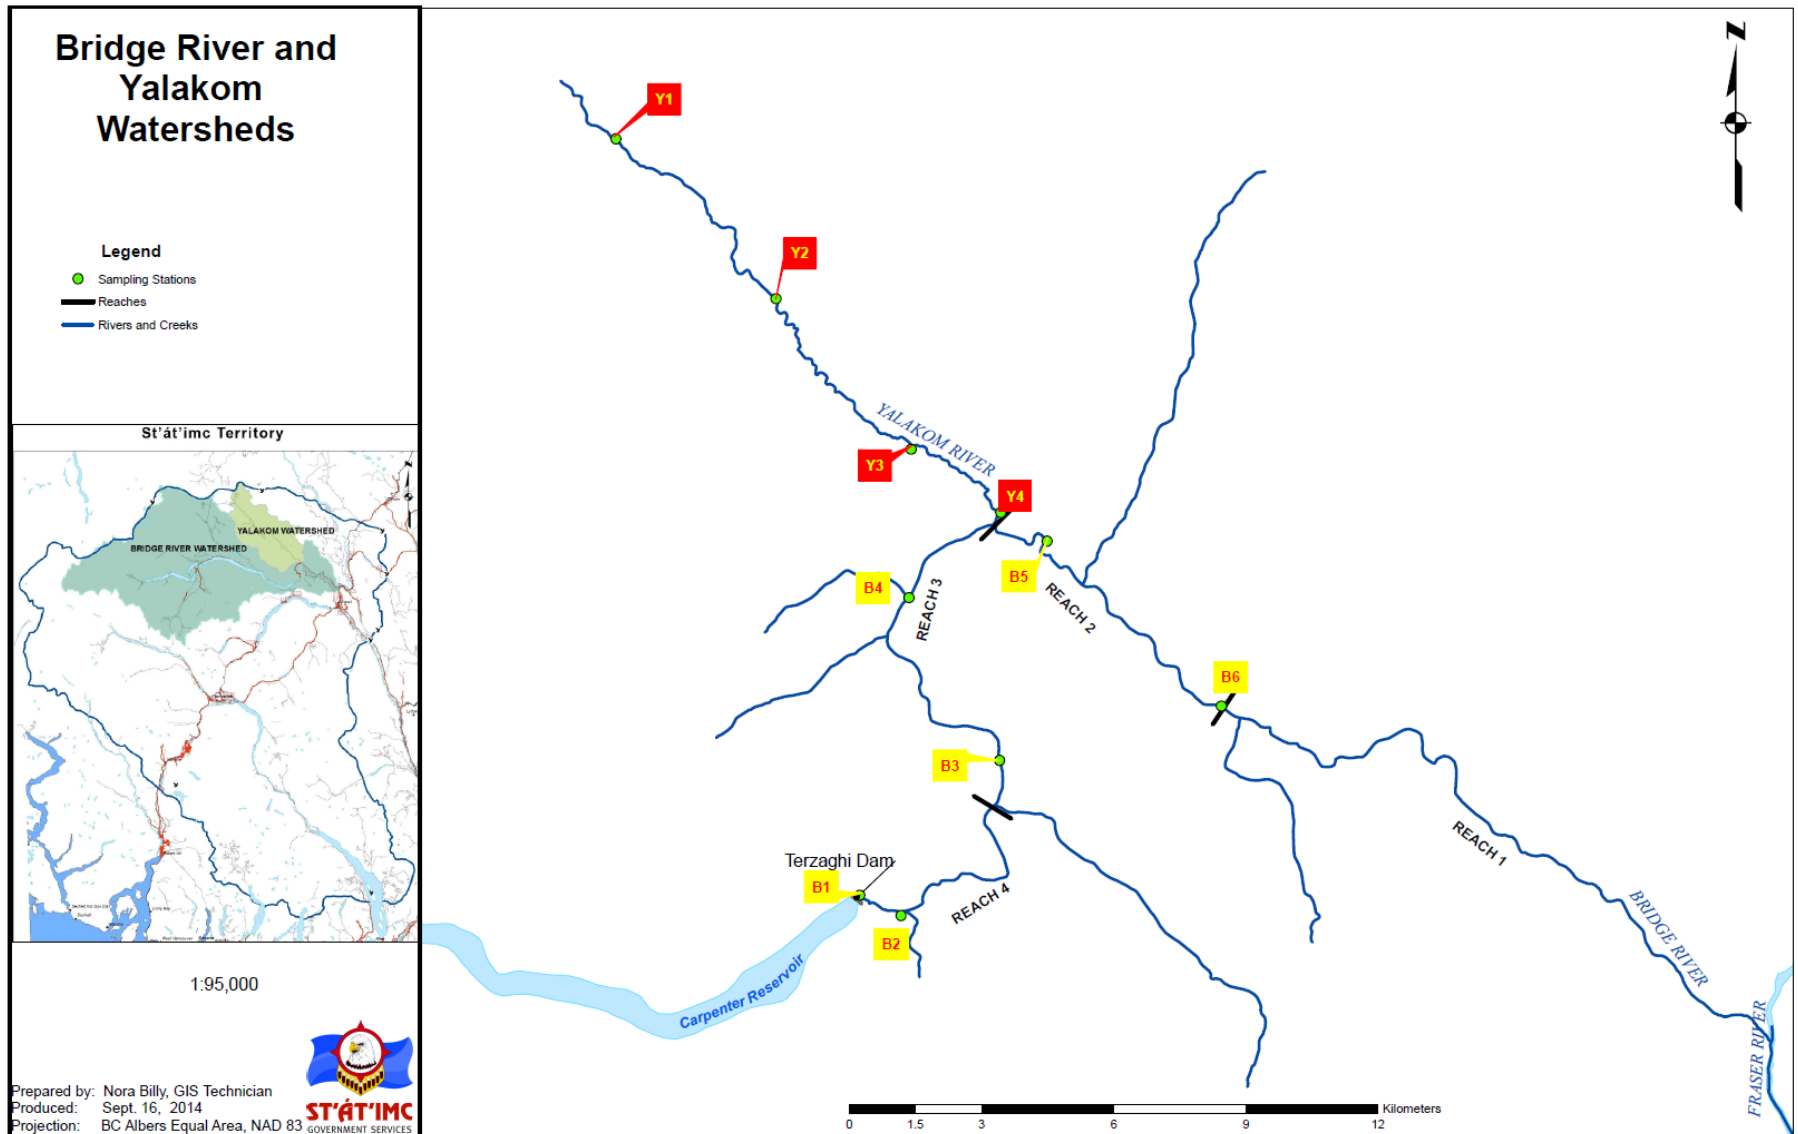 Bridge River and
Yalakom
Watersheds
Legend
Sampling Stations
Reaches
Rivers and Creeks
St'át'imc Territory
N
YALAKOM WATERSHED
BRIDGE RIVER WATERSHED
1:95,000
Prepared by: Nora Billy, GIS Technician
Produced: Sept. 16, 2014
Projection: BC Albers Equal Area, NAD 83
ST'ÁT'IMC
GOVERNMENT SERVICES
N
Y1
Y2
YALAKOM RIVER
Y3
Y4
B5
B4
REACH 3
REACH 2
B6
B3
REACH 1
Terzaghi Dam
B1
REACH 4
B2
BRIDGE RIVER
Carpenter Reservoir
FRASER RIVER
Kilometers
0 1.5 3 6 9 12